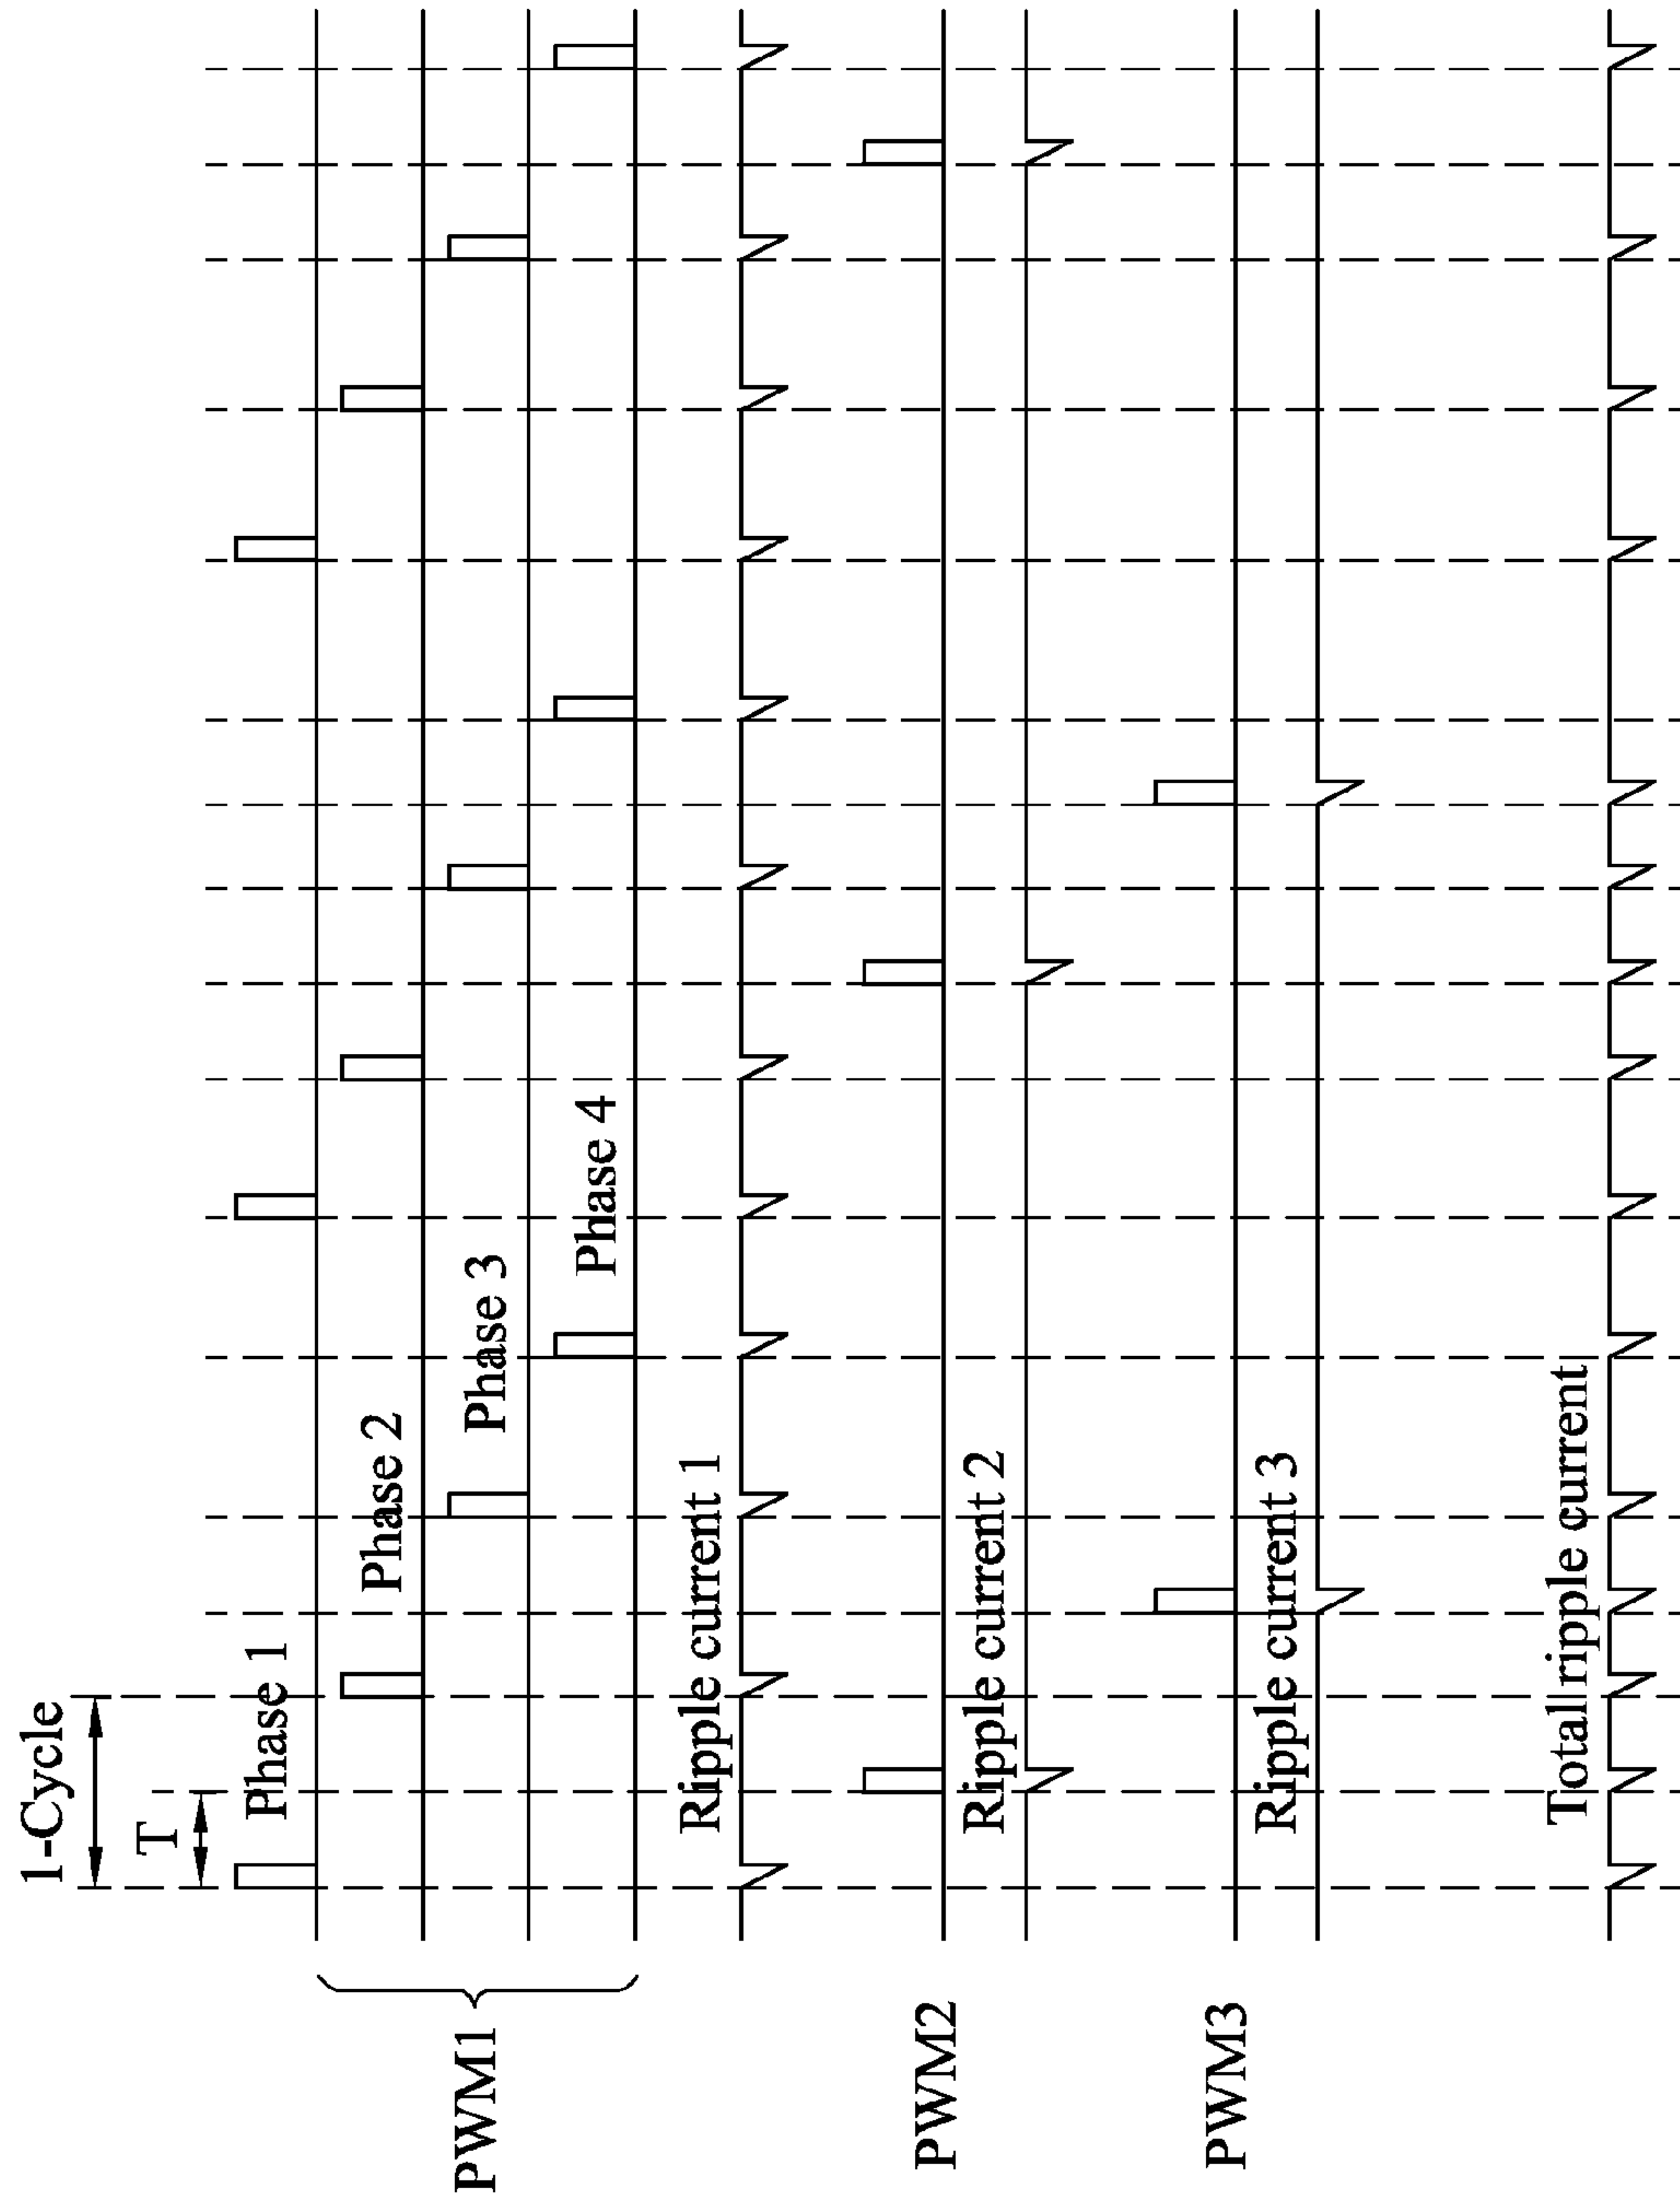 1-Cycle
T
Phase 1
Phase 2
Phase 3
Phase 4
PWM1
Ripple current 1
PWM2
Ripple current 2
PWM3
Ripple current 3
Total ripple current